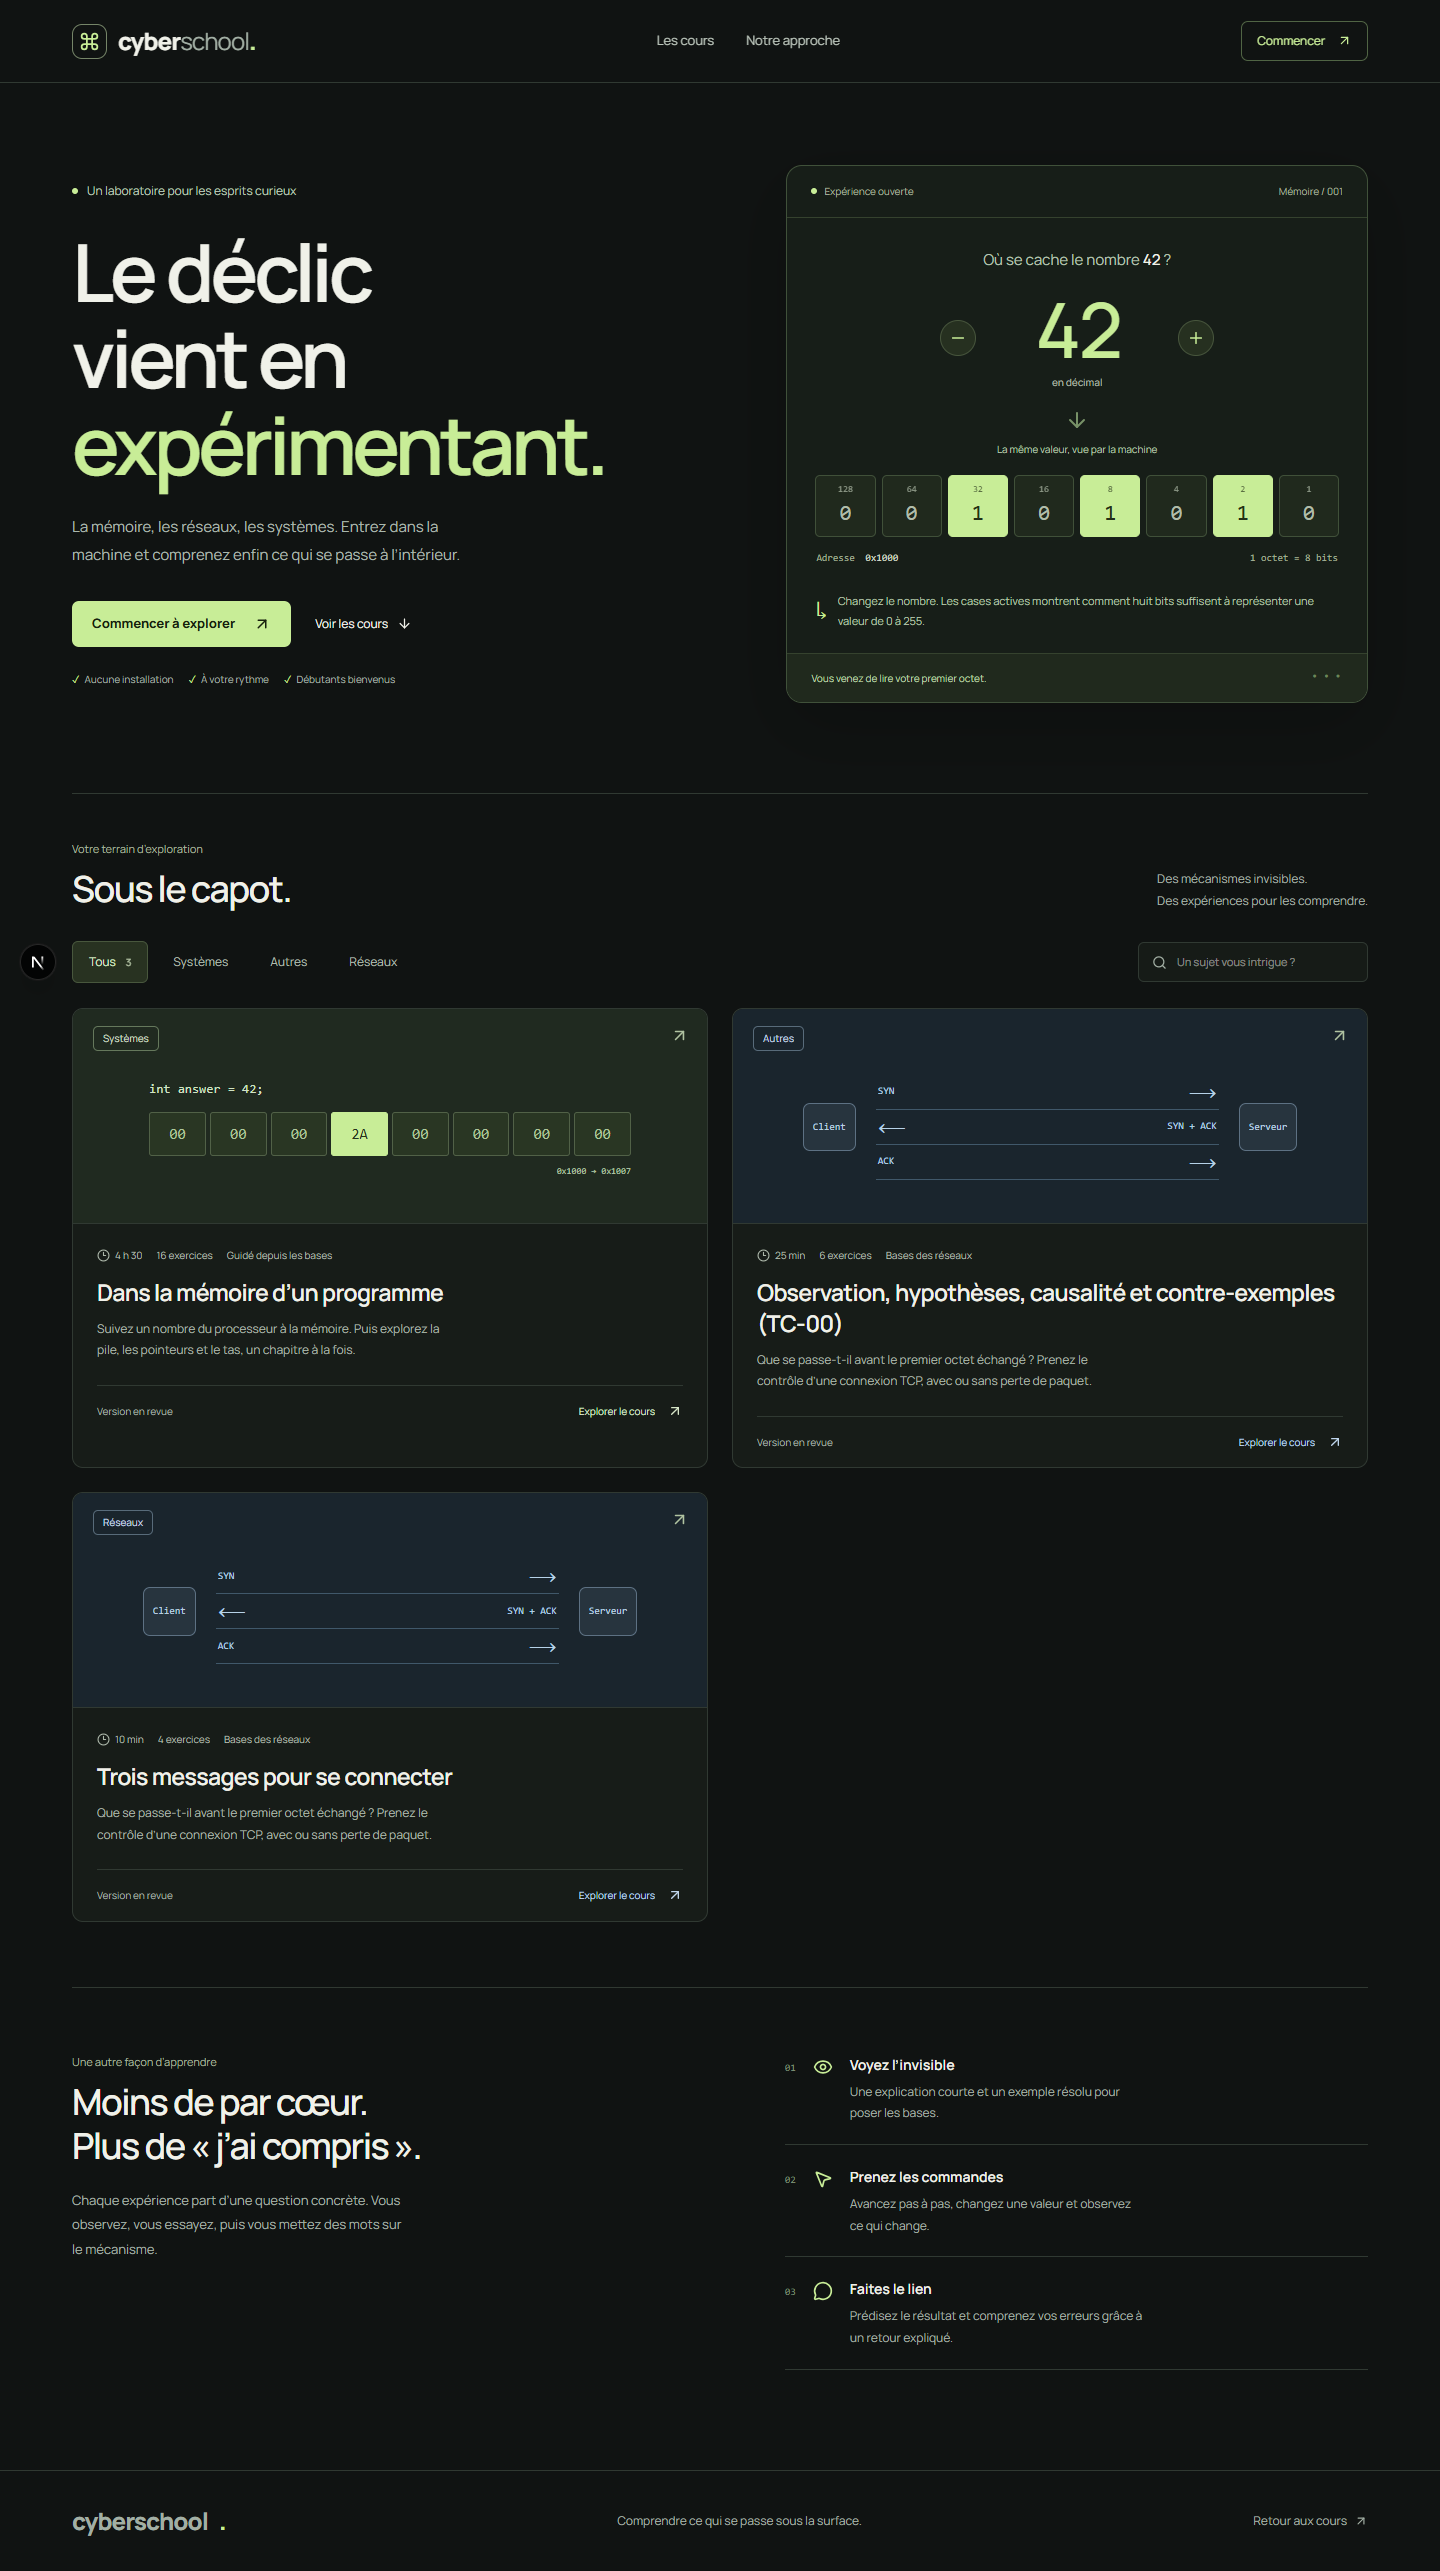 cyberschool.
Les cours
Notre approche
Commencer
Un laboratoire pour les esprits curieux
Le déclic
vient en
expérimentant.
La mémoire, les réseaux, les systèmes. Entrez dans la
machine et comprenez enfin ce qui se passe à l’intérieur.
Commencer à explorer
Voir les cours
✓ Aucune installation ✓ À votre rythme ✓ Débutants bienvenus
Expérience ouverte
Mémoire / 001
Où se cache le nombre 42 ?
− 42 +
en décimal
La même valeur, vue par la machine
128 64 32 16 8 4 2 1
0 0 1 0 1 0 1 0
Adresse 0x1000
1 octet = 8 bits
Changez le nombre. Les cases actives montrent comment huit bits suffisent à représenter une
valeur de 0 à 255.
Vous venez de lire votre premier octet.
Votre terrain d’exploration
Sous le capot.
Des mécanismes invisibles.
Des expériences pour les comprendre.
N
Tous 3
Systèmes
Autres
Réseaux
Un sujet vous intrigue ?
Systèmes
int answer = 42;
00 00 00 2A 00 00 00 00
0x1000 → 0x1007
4 h 30 16 exercices Guidé depuis les bases
Dans la mémoire d’un programme
Suivez un nombre du processeur à la mémoire. Puis explorez la
pile, les pointeurs et le tas, un chapitre à la fois.
Version en revue
Explorer le cours
Autres
Client
SYN
SYN + ACK
ACK
Serveur
25 min 6 exercices Bases des réseaux
Observation, hypothèses, causalité et contre-exemples
(TC-00)
Que se passe-t-il avant le premier octet échangé ? Prenez le
contrôle d’une connexion TCP, avec ou sans perte de paquet.
Version en revue
Explorer le cours
Réseaux
Client
SYN
SYN + ACK
ACK
Serveur
10 min 4 exercices Bases des réseaux
Trois messages pour se connecter
Que se passe-t-il avant le premier octet échangé ? Prenez le
contrôle d’une connexion TCP, avec ou sans perte de paquet.
Version en revue
Explorer le cours
Une autre façon d’apprendre
Moins de par cœur.
Plus de « j’ai compris ».
Chaque expérience part d’une question concrète. Vous
observez, vous essayez, puis vous mettez des mots sur
le mécanisme.
01 Voyez l’invisible
Une explication courte et un exemple résolu pour
poser les bases.
02 Prenez les commandes
Avancez pas à pas, changez une valeur et observez
ce qui change.
03 Faites le lien
Prédisez le résultat et comprenez vos erreurs grâce à
un retour expliqué.
cyberschool .
Comprendre ce qui se passe sous la surface.
Retour aux cours